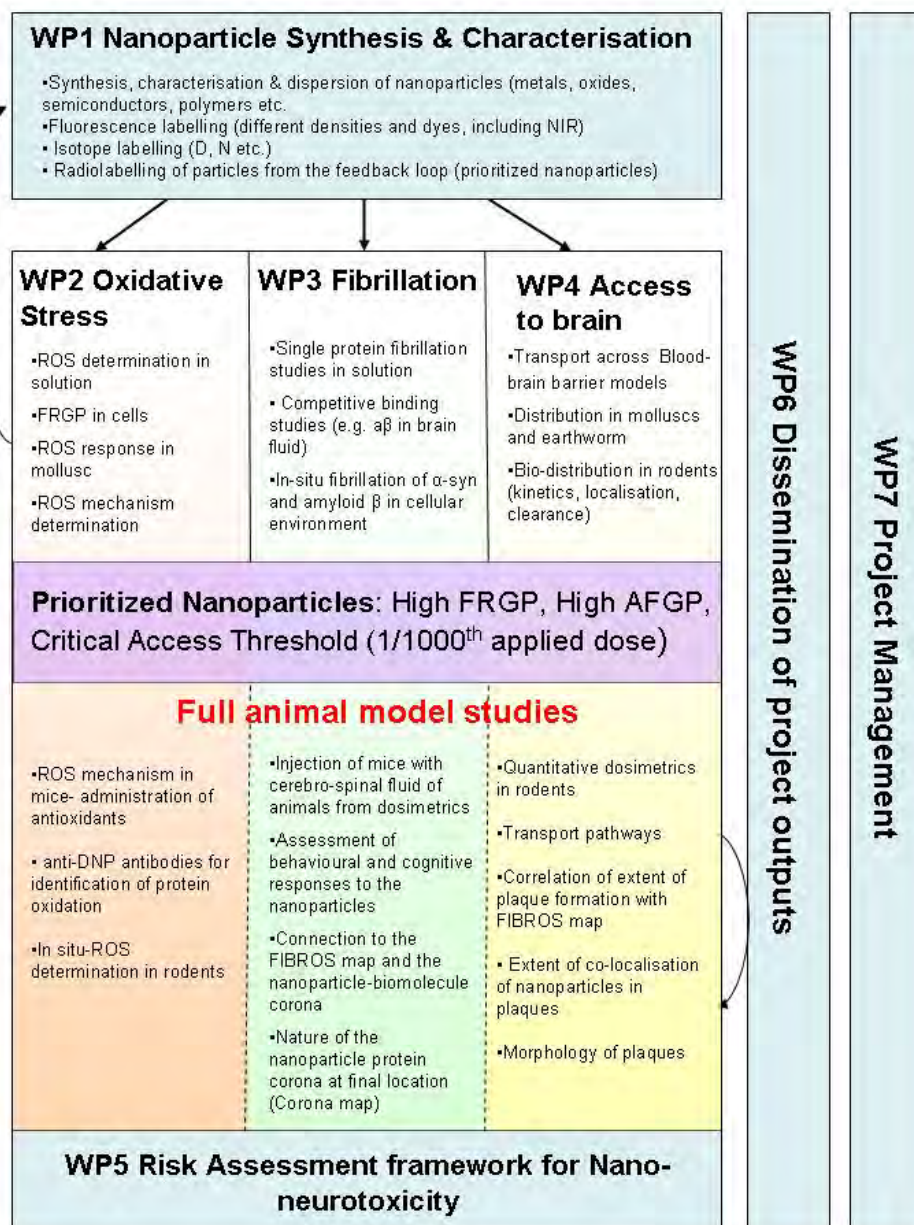 WP1 Nanoparticle Synthesis & Characterisation
▪Synthesis, characterisation & dispersion of nanoparticles (metals, oxides,
semiconductors, polymers etc.
▪Fluorescence labelling (different densities and dyes, including NIR)
▪ Isotope labelling (D, N etc.)
▪ Radiolabelling of particles from the feedback loop (prioritized nanoparticles)
WP2 Oxidative
Stress
▪ROS determination in
solution
▪FRGP in cells
▪ROS response in
mollusc
▪ROS mechanism
determination
WP3 Fibrillation
▪Single protein fibrillation
studies in solution
▪ Competitive binding
studies (e.g. aβ in brain
fluid)
▪In-situ fibrillation of α-syn
and amyloid β in cellular
environment
WP4 Access
to brain
▪Transport across Blood-
brain barrier models
▪Distribution in molluscs
and earthworm
▪Bio-distribution in rodents
(kinetics, localisation,
clearance)
Prioritized Nanoparticles: High FRGP, High AFGP,
Critical Access Threshold (1/1000th applied dose)
Full animal model studies
▪ROS mechanism in
mice- administration of
antioxidants
▪ anti-DNP antibodies for
identification of protein
oxidation
▪In situ-ROS
determination in rodents
▪Injection of mice with
cerebro-spinal fluid of
animals from dosimetrics
▪Assessment of
behavioural and cognitive
responses to the
nanoparticles
▪Connection to the
FIBROS map and the
nanoparticle-biomolecule
corona
▪Nature of the
nanoparticle protein
corona at final location
(Corona map)
▪Quantitative dosimetrics
in rodents
▪Transport pathways
▪Correlation of extent of
plaque formation with
FIBROS map
▪ Extent of co-localisation
of nanoparticles in
plaques
▪Morphology of plaques
WP5 Risk Assessment framework for Nano-
neurotoxicity
WP6 Dissemination of project outputs
WP7 Project Management